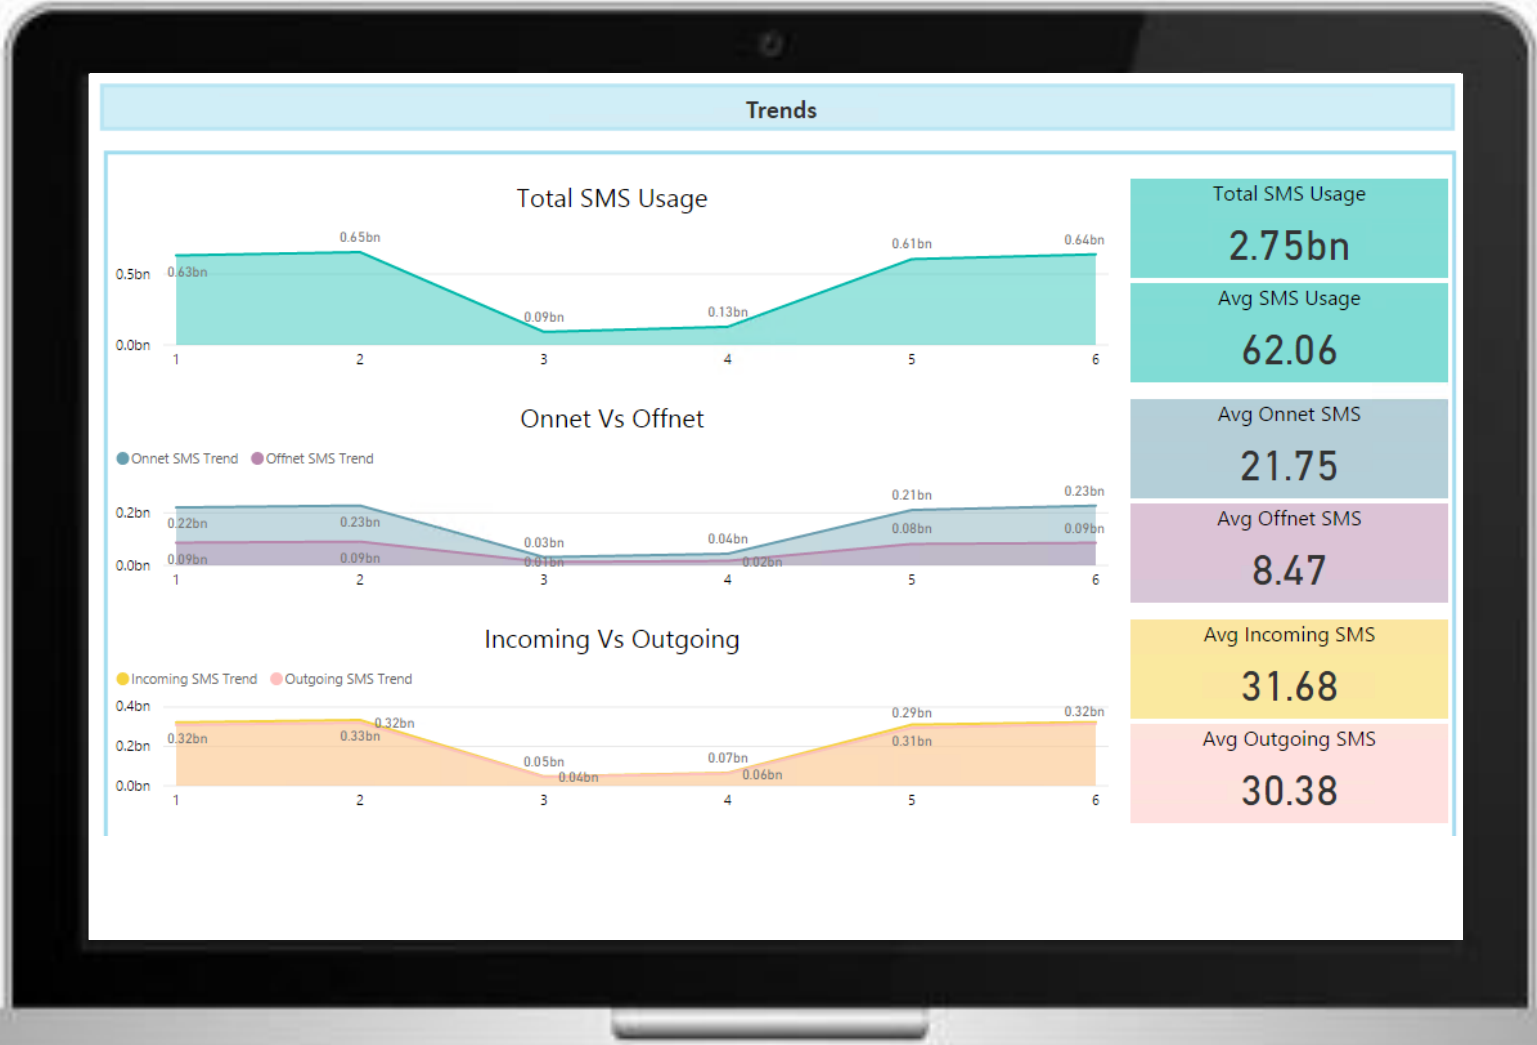 Trends
Total SMS Usage
0.65bn
0.61bn
0.64bn
0.5bn
0.63bn
0.09bn
0.13bn
0.0bn
1 2 3 4 5 6
Total SMS Usage
2.75bn
Avg SMS Usage
62.06
Onnet Vs Offnet
Onnet SMS Trend Offnet SMS Trend
0.21bn
0.23bn
0.2bn
0.22bn
0.23bn
0.08bn
0.09bn
0.03bn
0.04bn
0.0bn
0.09bn
0.09bn
0.01bn
0.02bn
1 2 3 4 5 6
Avg Onnet SMS
21.75
Avg Offnet SMS
8.47
Incoming Vs Outgoing
Incoming SMS Trend Outgoing SMS Trend
0.4bn
0.32bn
0.29bn
0.32bn
0.32bn
0.33bn
0.31bn
0.2bn
0.05bn
0.07bn
0.04bn
0.06bn
0.0bn
1 2 3 4 5 6
Avg Incoming SMS
31.68
Avg Outgoing SMS
30.38